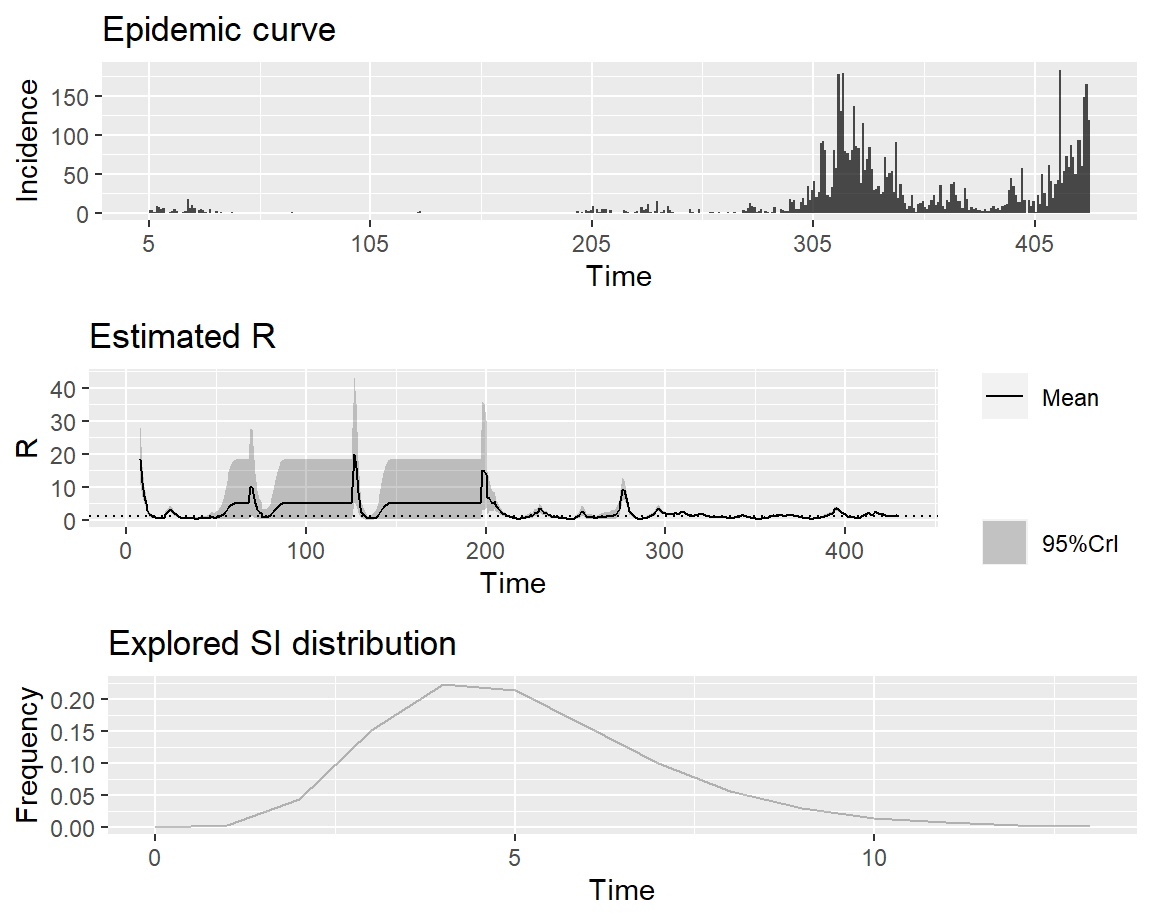 Epidemic curve
Incidence
150
100
50
0
5 105 205 305 405
Time
Estimated R
R
40
30
20
10
0
0 100 200 300 400
Time
Mean
95%CrI
Explored SI distribution
Frequency
0.20
0.15
0.10
0.05
0.00
0 5 10
Time